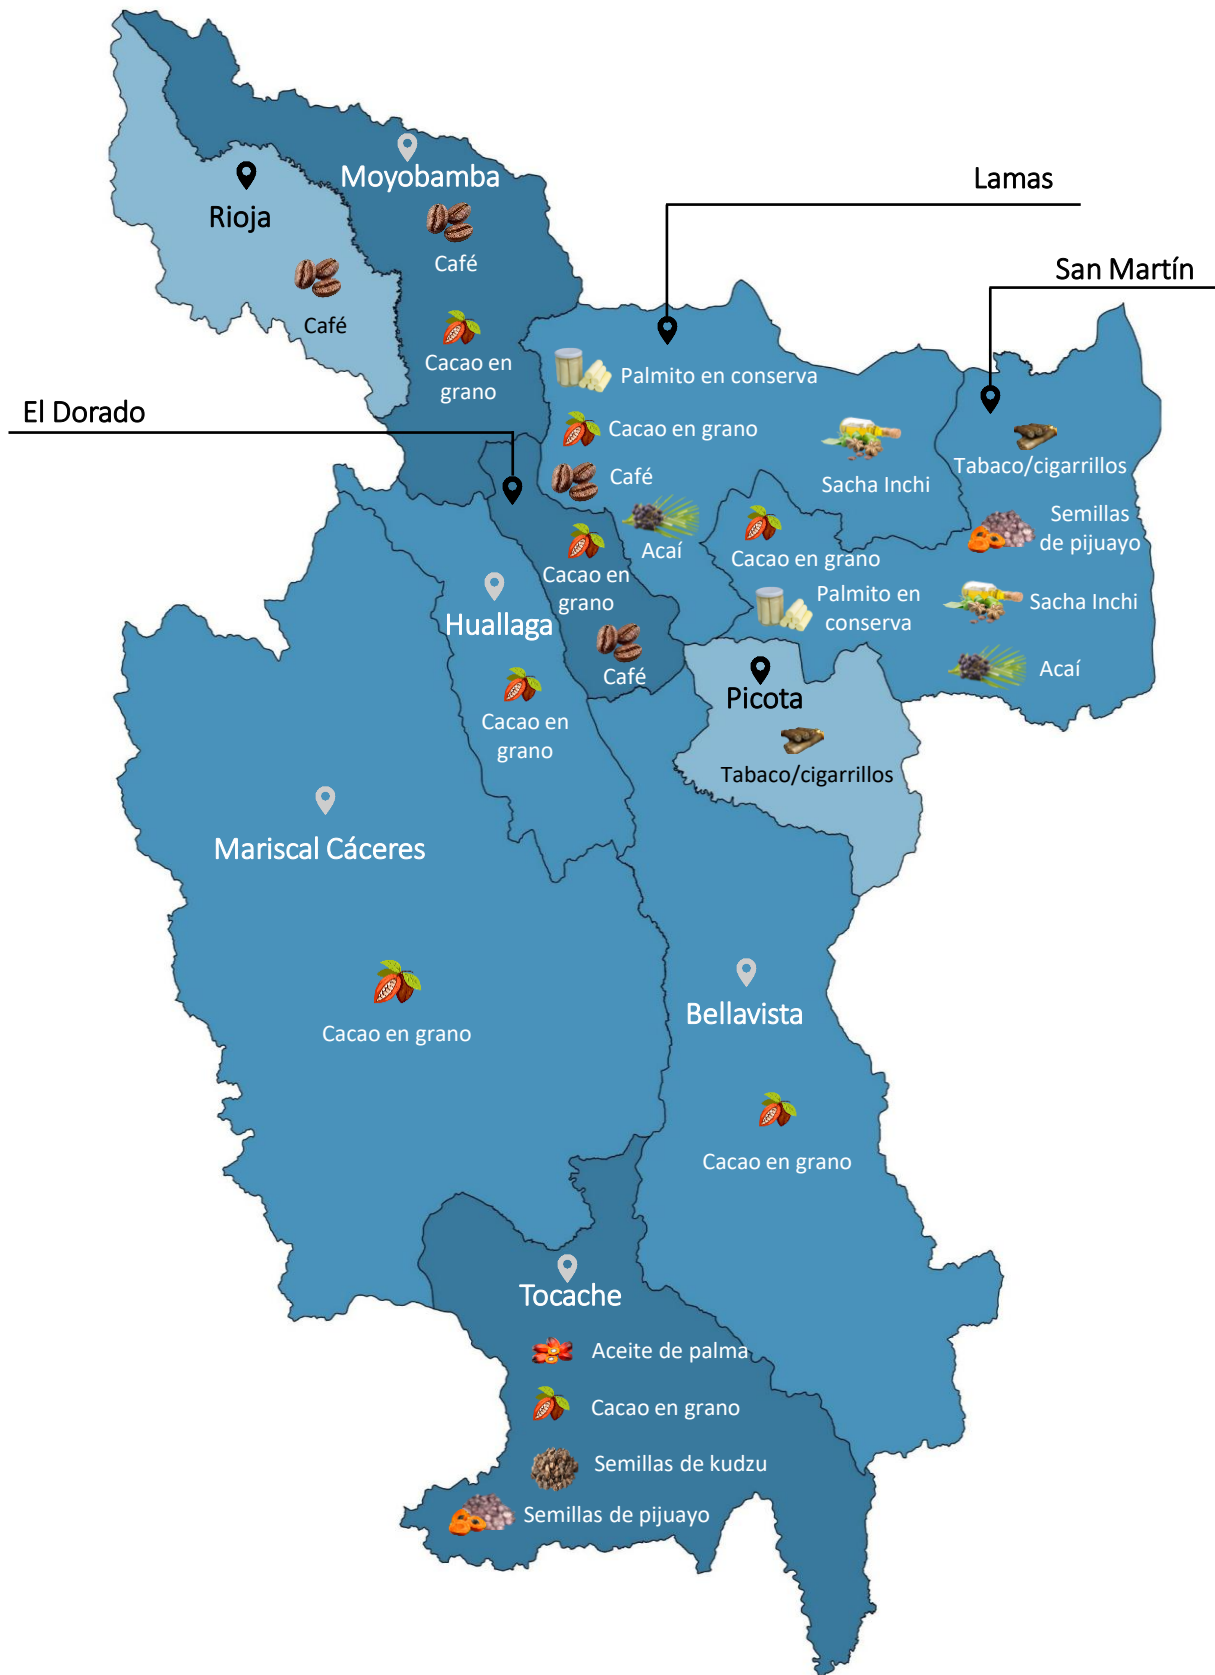 Moyobamba
Café
Cacao en
grano
Rioja
Café
Lamas
San Martín
El Dorado
Palmito en conserva
Cacao en grano
Café
Acaí
Sacha Inchi
Tabaco/cigarrillos
Semillas
de pijuayo
Cacao en grano
Palmito en
conserva
Sacha Inchi
Acaí
Cacao en
grano
Café
Huallaga
Cacao en
grano
Picota
Tabaco/cigarrillos
Mariscal Cáceres
Cacao en grano
Bellavista
Cacao en grano
Tocache
Aceite de palma
Cacao en grano
Semillas de kudzu
Semillas de pijuayo